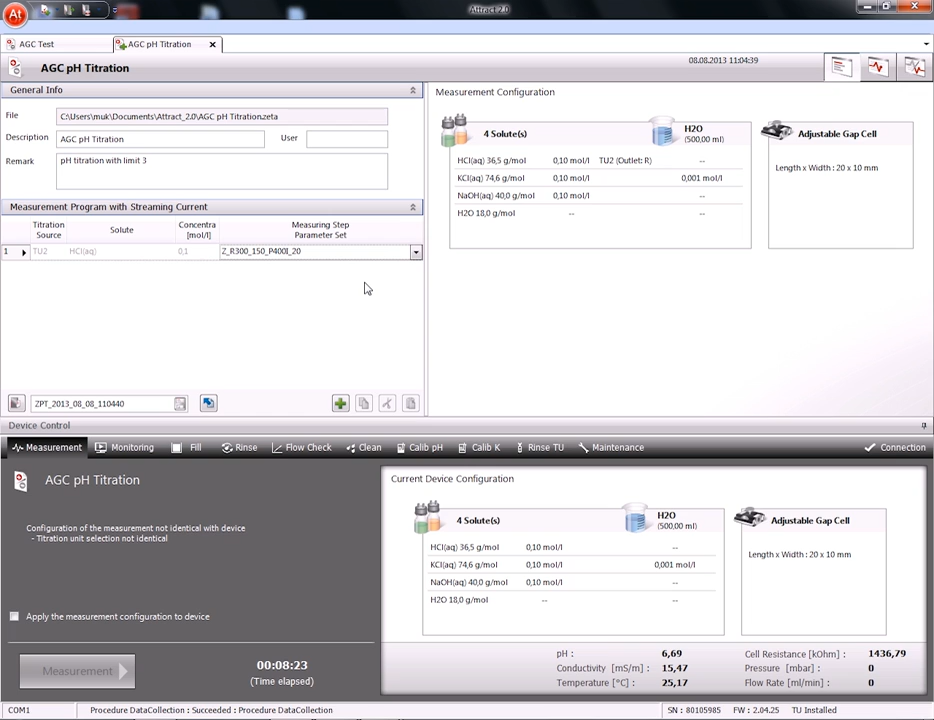 At
Attract 2.0
AGC Test
AGC pH Titration
AGC pH Titration
08.08.2013 11:04:39
General Info
File C:\Users\muk\Documents\Attract_2.0\AGC pH Titration.zeta
Description AGC pH Titration User
Remark pH titration with limit 3
Measurement Program with Streaming Current
Titration Source Solute Concentra [mol/l] Measuring Step Parameter Set
1 TU2 HCl(aq) 0,1 Z_R300_150_P400I_20
ZPT_2013_08_08_110440
Measurement Configuration
4 Solute(s) H2O (500,00 ml)
HCl(aq) 36,5 g/mol 0,10 mol/l TU2 (Outlet: R) --
KCl(aq) 74,6 g/mol 0,10 mol/l 0,001 mol/l
NaOH(aq) 40,0 g/mol 0,10 mol/l --
H2O 18,0 g/mol -- --
Adjustable Gap Cell
Length x Width : 20 x 10 mm
Device Control
Measurement Monitoring Fill Rinse Flow Check Clean Calib pH Calib K Rinse TU Maintenance Connection
AGC pH Titration
Configuration of the measurement not identical with device
- Titration unit selection not identical
Apply the measurement configuration to device
Measurement
00:08:23
(Time elapsed)
Current Device Configuration
4 Solute(s) H2O (500,00 ml)
HCl(aq) 36,5 g/mol 0,10 mol/l --
KCl(aq) 74,6 g/mol 0,10 mol/l 0,001 mol/l
NaOH(aq) 40,0 g/mol 0,10 mol/l --
H2O 18,0 g/mol -- --
Adjustable Gap Cell
Length x Width : 20 x 10 mm
pH : 6,69 Cell Resistance [kOhm] : 1436,79
Conductivity [mS/m] : 15,47 Pressure [mbar] : 0
Temperature [°C] : 25,17 Flow Rate [ml/min] : 0
COM1 Procedure DataCollection : Succeeded : Procedure DataCollection SN : 80105985 FW : 2.04.25 TU Installed